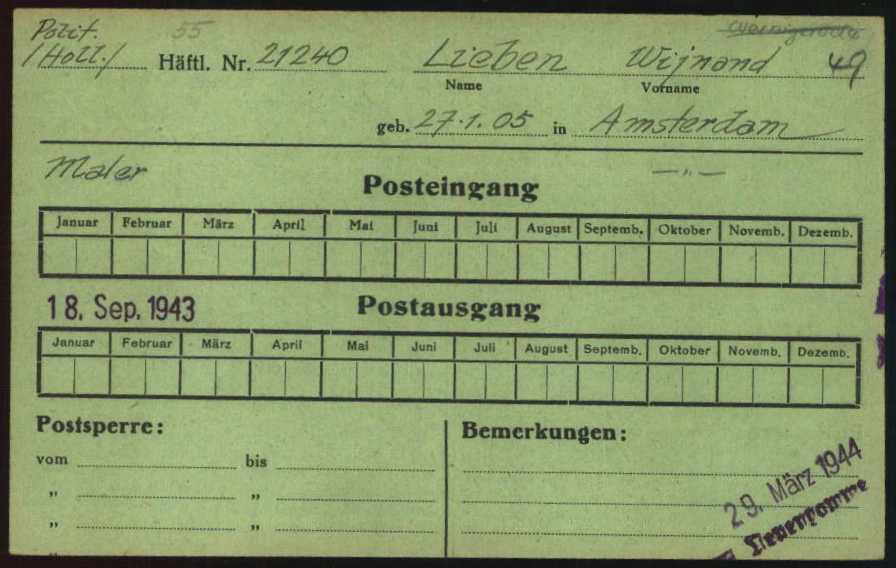 Polit. 55 Wernigerode
/Holl./ Häftl. Nr. 21240 Lieben Wijnand 49
Name Vorname
geb. 27.1.05 in Amsterdam
Maler Posteingang —„—
Januar Februar März April Mai Juni Juli August Septemb. Oktober Novemb. Dezemb.
18. Sep. 1943 Postausgang
Januar Februar März April Mai Juni Juli August Septemb. Oktober Novemb. Dezemb.
Postsperre: Bemerkungen:
vom bis
„ „
„ „
29. März 1944